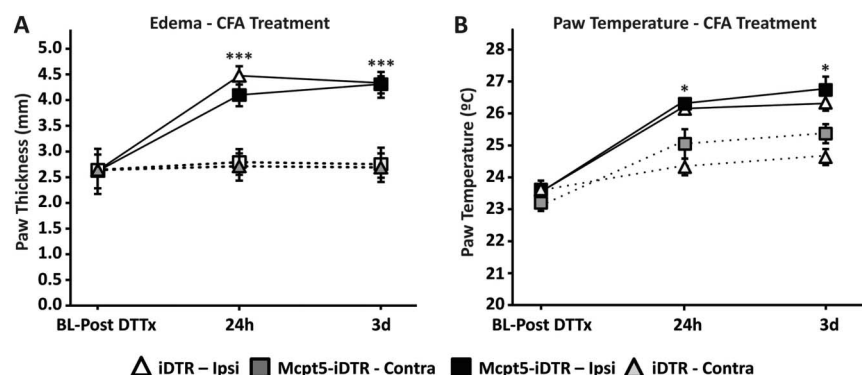 A
Edema - CFA Treatment
Paw Thickness (mm)
5.0
4.5
4.0
3.5
3.0
2.5
2.0
1.5
1.0
0.5
0.0
***
***
BL-Post DTTx
24h
3d
B
Paw Temperature - CFA Treatment
Paw Temperature (ºC)
28
27
26
25
24
23
22
21
20
*
*
BL-Post DTTx
24h
3d
iDTR – Ipsi Mcpt5-iDTR - Contra Mcpt5-iDTR – Ipsi iDTR - Contra